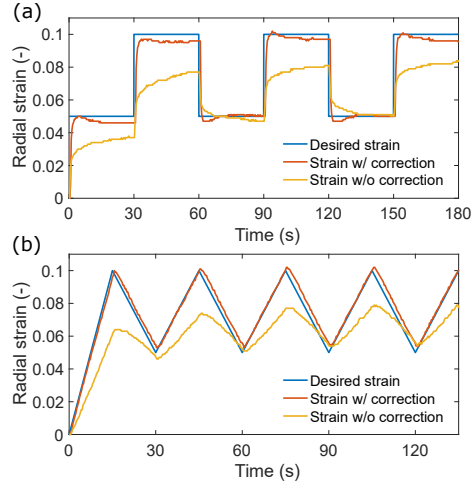 (a)
Radial strain (-)
0.1
0.08
0.06
0.04
0.02
0
Desired strain
Strain w/ correction
Strain w/o correction
0 30 60 90 120 150 180
Time (s)
(b)
Radial strain (-)
0.1
0.08
0.06
0.04
0.02
0
Desired strain
Strain w/ correction
Strain w/o correction
0 30 60 90 120
Time (s)